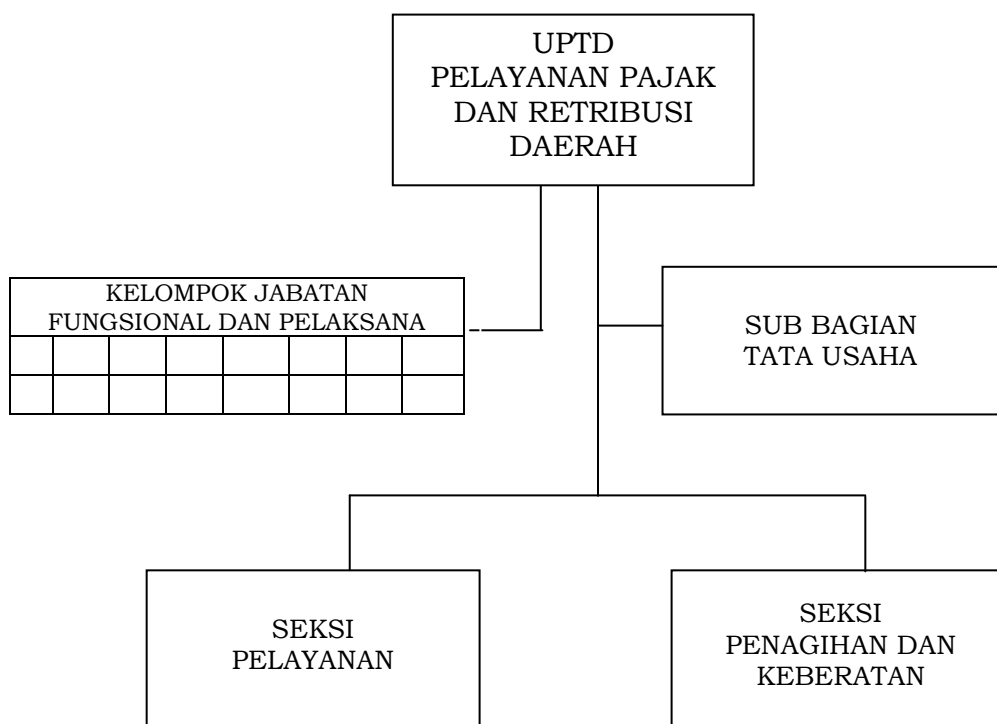 UPTD
PELAYANAN PAJAK
DAN RETRIBUSI
DAERAH
KELOMPOK JABATAN
FUNGSIONAL DAN PELAKSANA
SUB BAGIAN
TATA USAHA
SEKSI
PELAYANAN
SEKSI
PENAGIHAN DAN
KEBERATAN